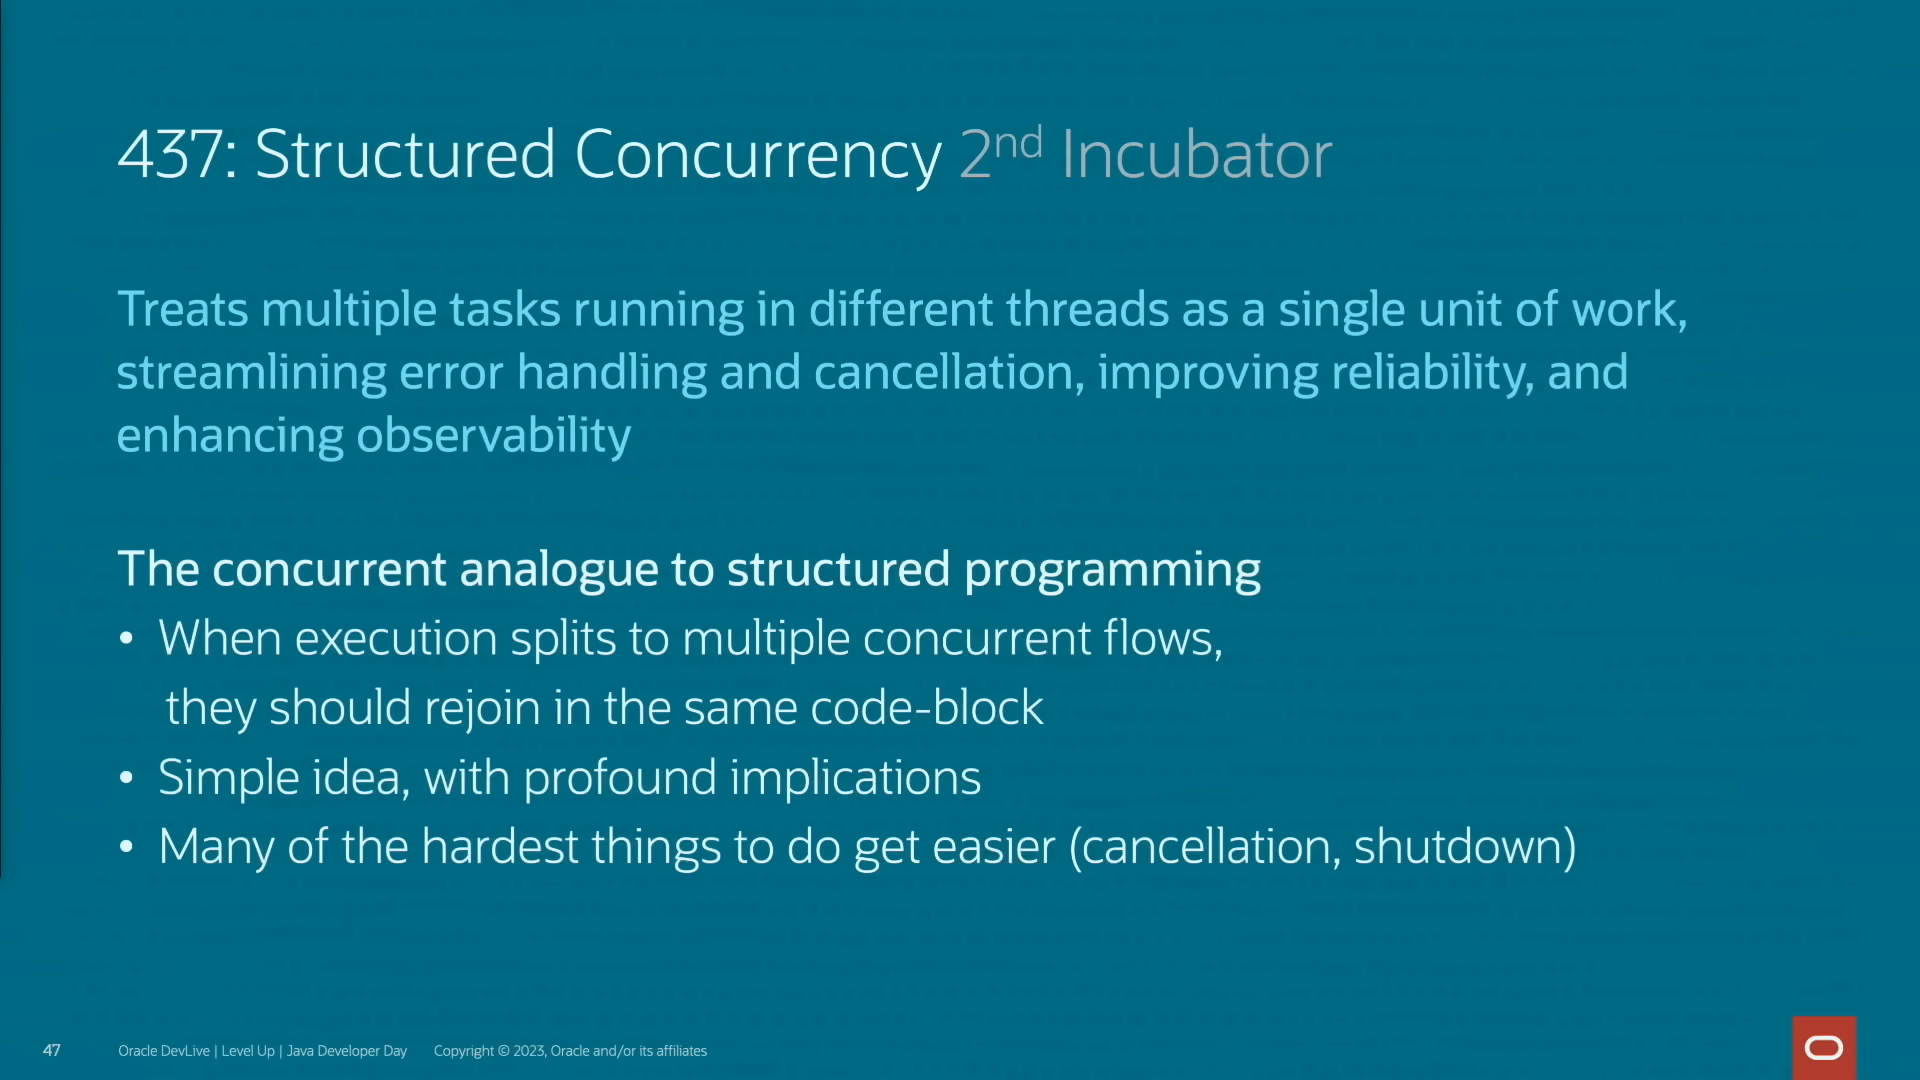 437: Structured Concurrency 2nd Incubator
Treats multiple tasks running in different threads as a single unit of work,
streamlining error handling and cancellation, improving reliability, and
enhancing observability
The concurrent analogue to structured programming
• When execution splits to multiple concurrent flows,
they should rejoin in the same code-block
• Simple idea, with profound implications
• Many of the hardest things to do get easier (cancellation, shutdown)
47 Oracle DevLive | Level Up | Java Developer Day Copyright © 2023, Oracle and/or its affiliates